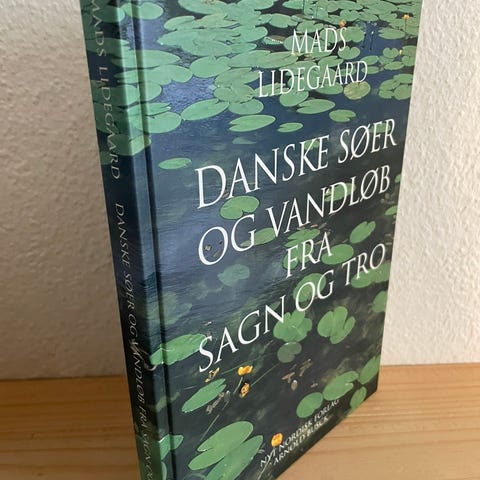 MADS
LIDEGAARD
DANSKE SØER
OG VANDLØB
FRA
SAGN OG TRO
NYT NORDISK FORLAG
ARNOLD BUSCK
MADS LIDEGAARD DANSKE SØER OG VANDLØB FRA SAGN OG